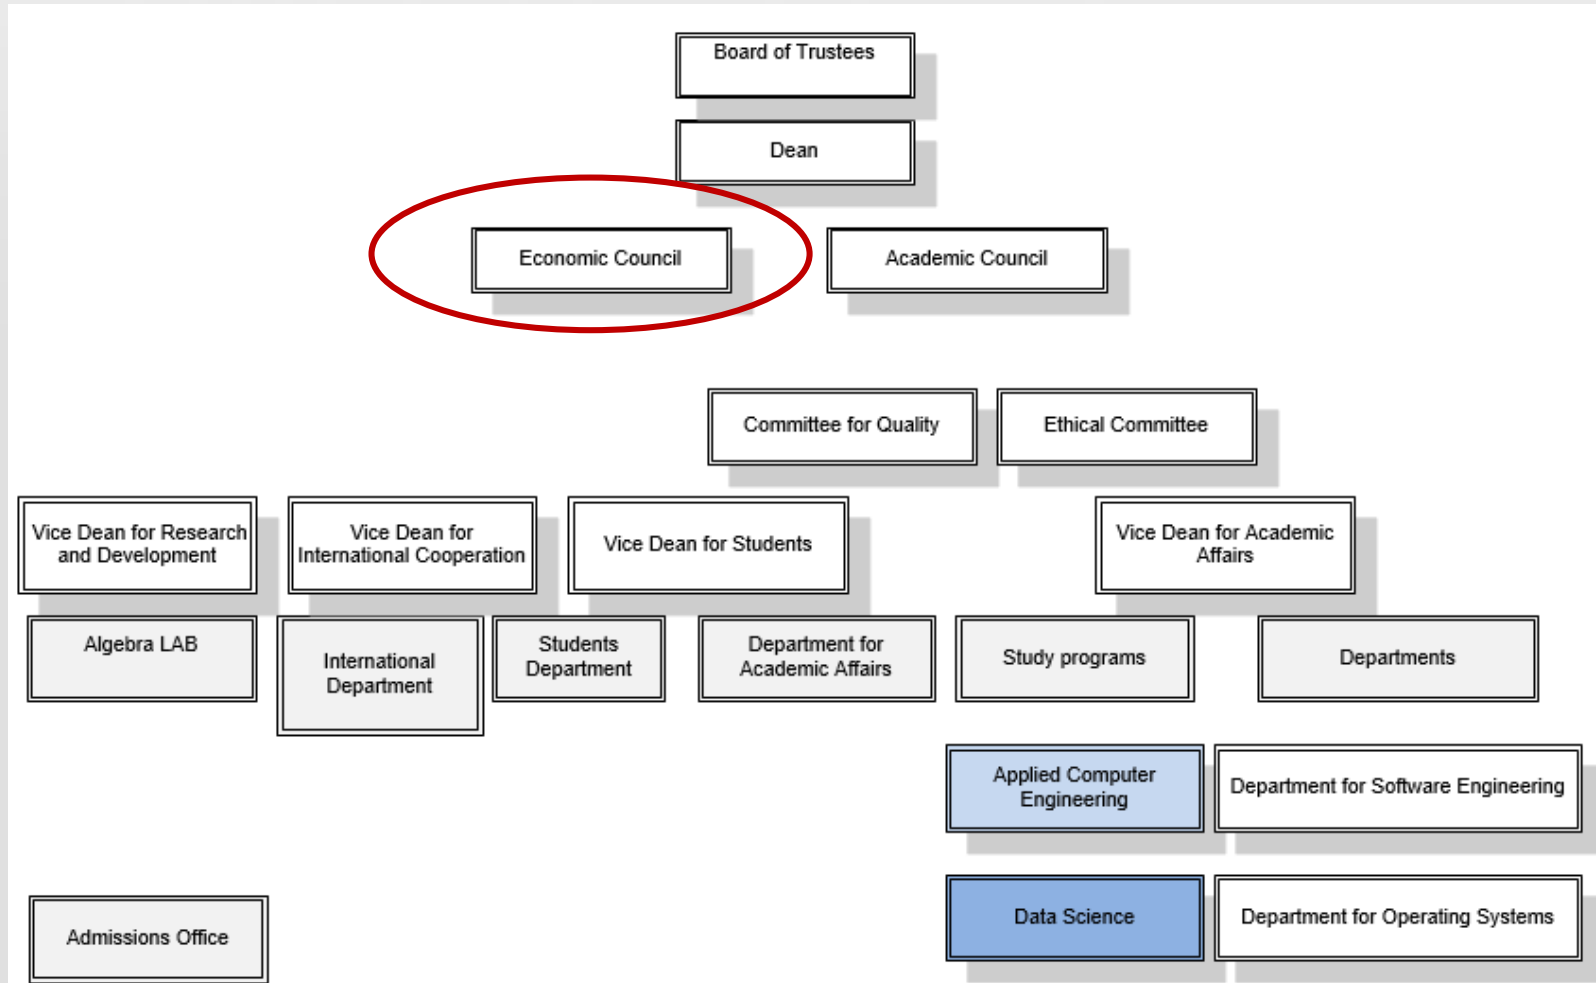 Board of Trustees
Dean
Economic Council
Academic Council
Committee for Quality
Ethical Committee
Vice Dean for Research
and Development
Vice Dean for
International Cooperation
Vice Dean for Students
Vice Dean for Academic
Affairs
Algebra LAB
International
Department
Students
Department
Department for
Academic Affairs
Study programs
Departments
Applied Computer
Engineering
Department for Software Engineering
Data Science
Department for Operating Systems
Admissions Office